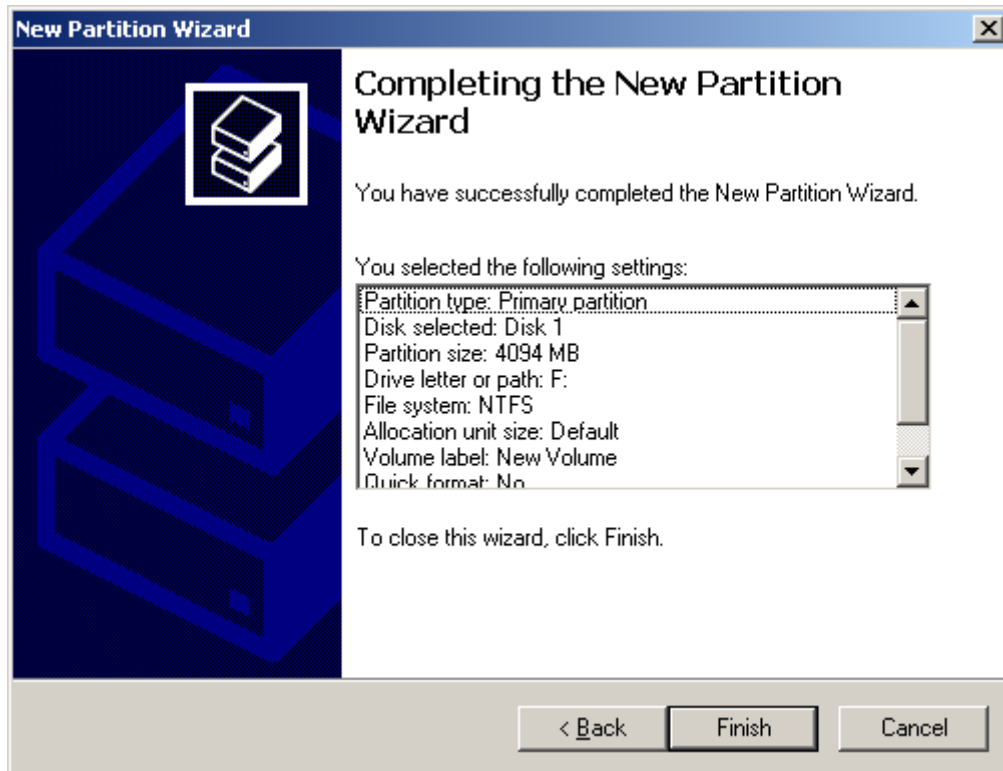 New Partition Wizard
Completing the New Partition
Wizard
You have successfully completed the New Partition Wizard.
You selected the following settings:
Partition type: Primary partition
Disk selected: Disk 1
Partition size: 4094 MB
Drive letter or path: F:
File system: NTFS
Allocation unit size: Default
Volume label: New Volume
Quick format: No
To close this wizard, click Finish.
< Back
Finish
Cancel